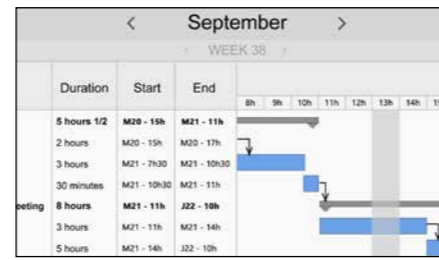 < September >
WEEK 38
Duration Start End
8h 9h 10h 11h 12h 13h 14h
5 hours 1/2 M20 - 15h M21 - 11h
2 hours M20 - 15h M20 - 17h
3 hours M21 - 7h30 M21 - 10h30
30 minutes M21 - 10h30 M21 - 11h
eeting 8 hours M21 - 11h J22 - 10h
3 hours M21 - 11h M21 - 14h
5 hours M21 - 14h J22 - 10h